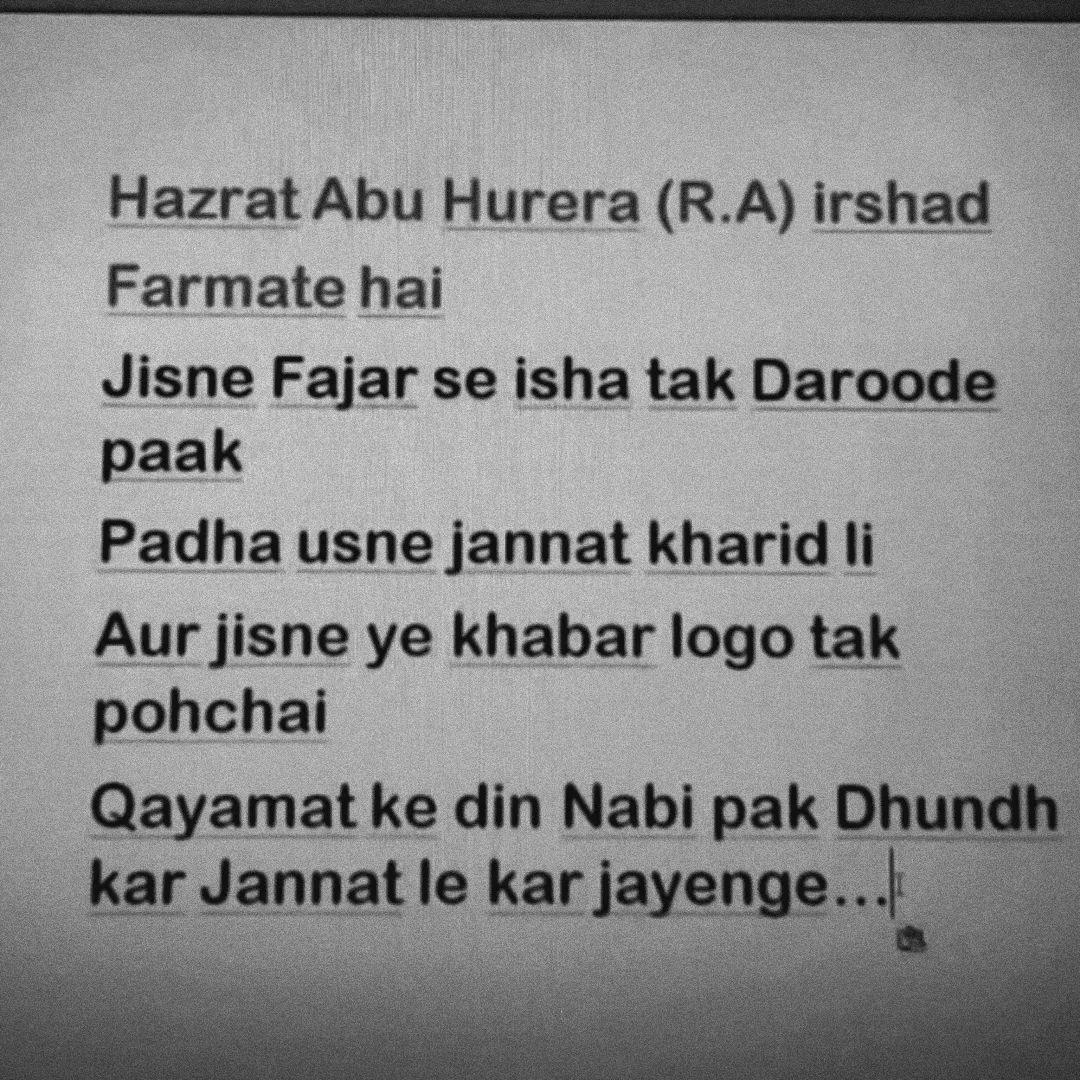 Hazrat Abu Hurera (R.A) irshad
Farmate hai
Jisne Fajar se isha tak Daroode
paak
Padha usne jannat kharid li
Aur jisne ye khabar logo tak
pohchai
Qayamat ke din Nabi pak Dhundh
kar Jannat le kar jayenge...